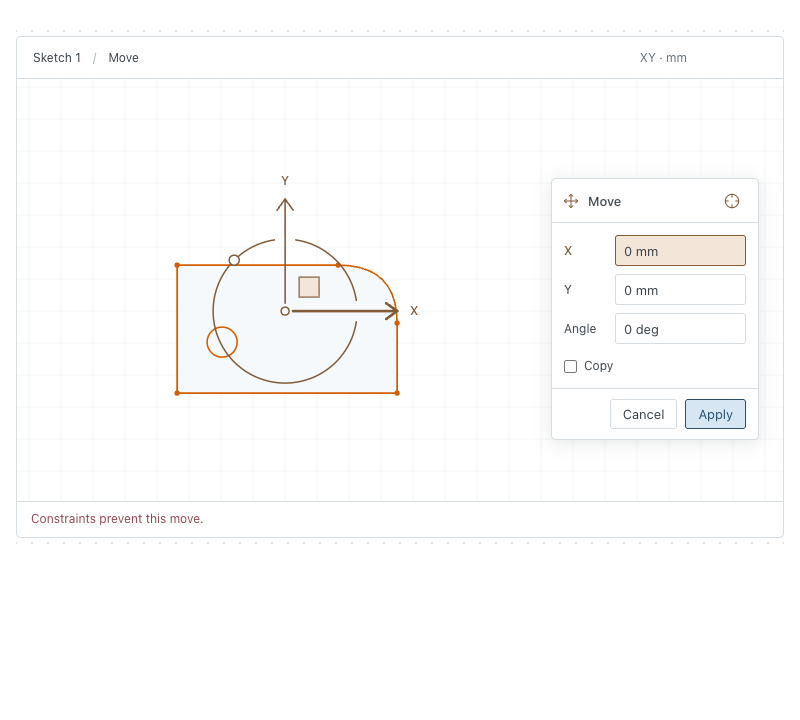 Sketch 1 / Move
XY · mm
Y
X
Move
X 0 mm
Y 0 mm
Angle 0 deg
Copy
Cancel Apply
Constraints prevent this move.